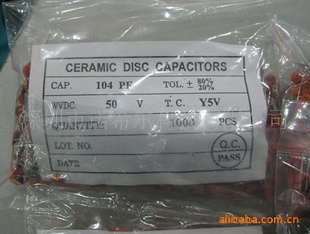 CERAMIC DISC CAPACITORS
CAP. 104 PF TOL. ± 80% 20%
WVDC. 50 V T.C. Y5V
QUANTITY 1000 PCS
LOT NO. Q.C.
DATE PASS
alibaba.com.cn